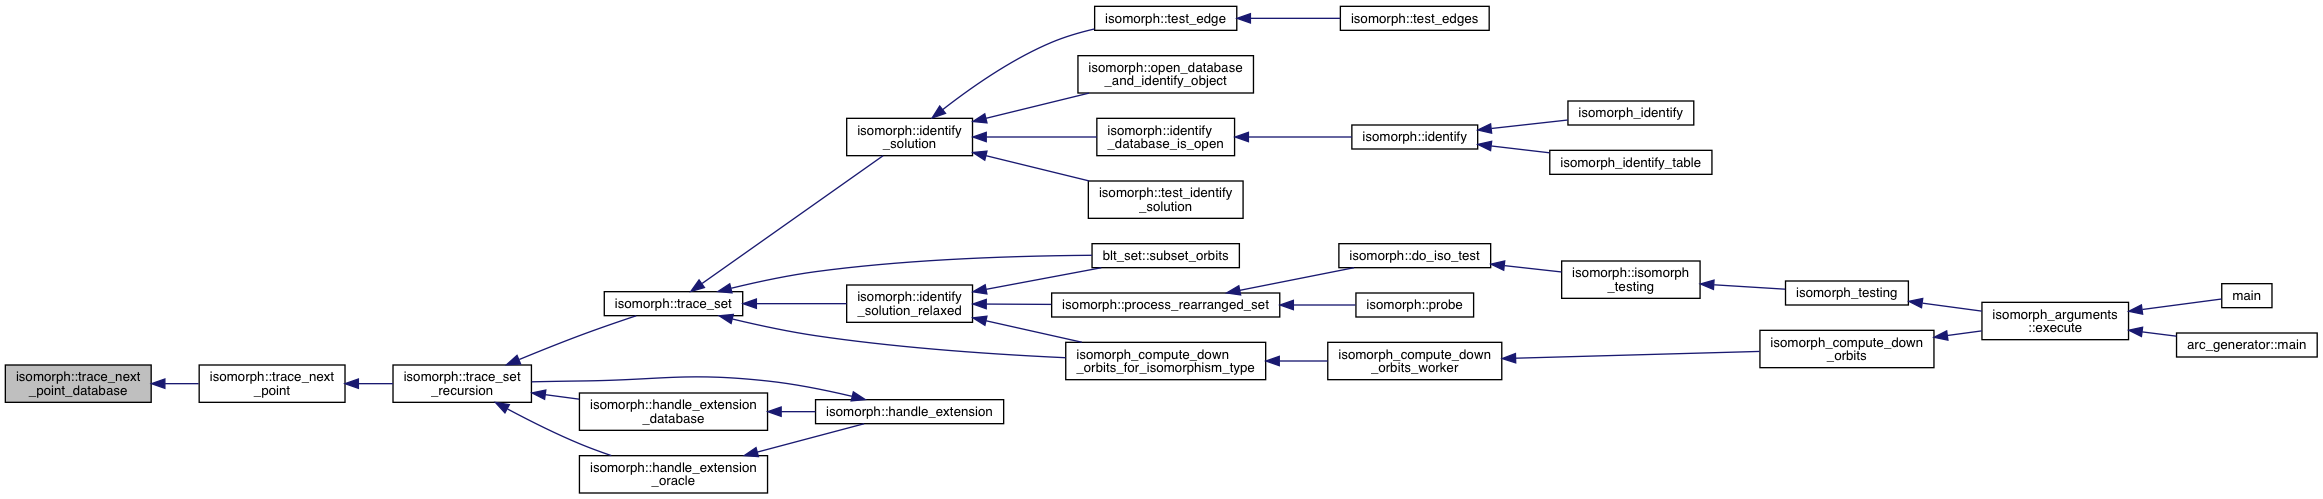 isomorph::test_edge
isomorph::test_edges
isomorph::open_database
_and_identify_object
isomorph::identify
_solution
isomorph::identify
_database_is_open
isomorph::identify
isomorph_identify
isomorph_identify_table
isomorph::test_identify
_solution
blt_set::subset_orbits
isomorph::do_iso_test
isomorph::isomorph
_testing
isomorph_testing
isomorph::trace_set
isomorph::identify
_solution_relaxed
isomorph::process_rearranged_set
isomorph::probe
isomorph_arguments
::execute
main
arc_generator::main
isomorph_compute_down
_orbits_for_isomorphism_type
isomorph_compute_down
_orbits_worker
isomorph_compute_down
_orbits
isomorph::trace_next
_point_database
isomorph::trace_next
_point
isomorph::trace_set
_recursion
isomorph::handle_extension
_database
isomorph::handle_extension
isomorph::handle_extension
_oracle